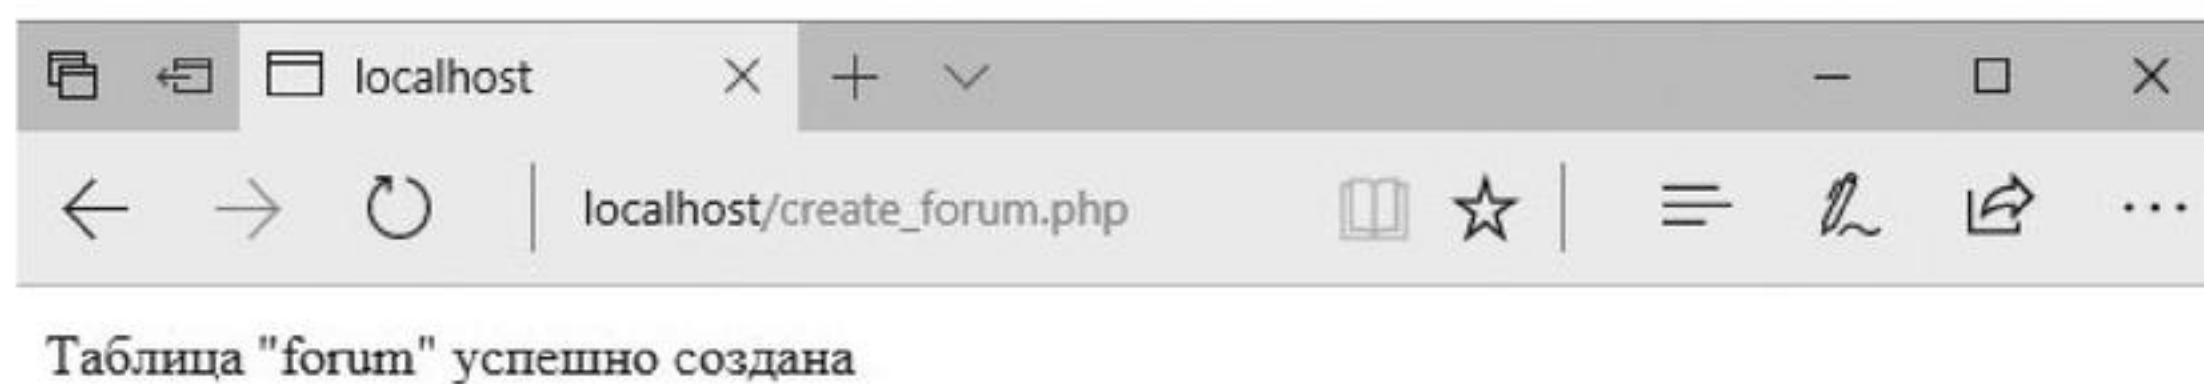 localhost
localhost/create_forum.php
Таблица "forum" успешно создана